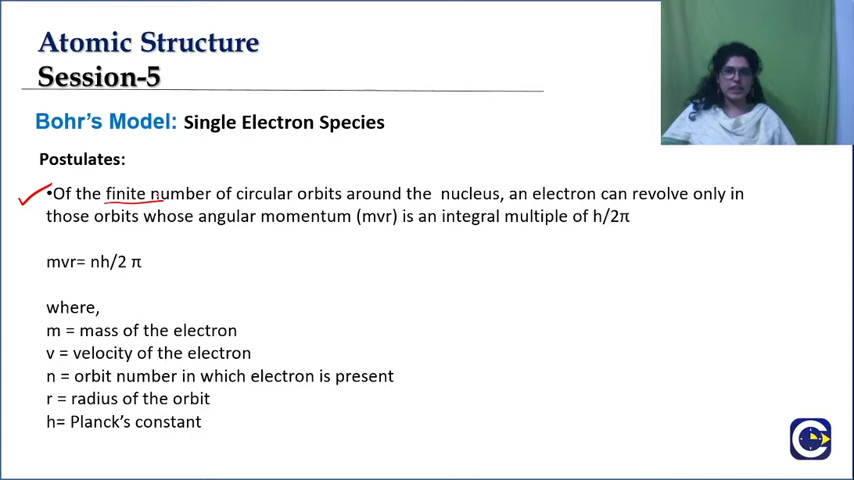 Atomic Structure
Session-5
Bohr's Model: Single Electron Species
Postulates:
•Of the finite number of circular orbits around the nucleus, an electron can revolve only in
those orbits whose angular momentum (mvr) is an integral multiple of h/2π
mvr= nh/2 π
where,
m = mass of the electron
v = velocity of the electron
n = orbit number in which electron is present
r = radius of the orbit
h= Planck's constant